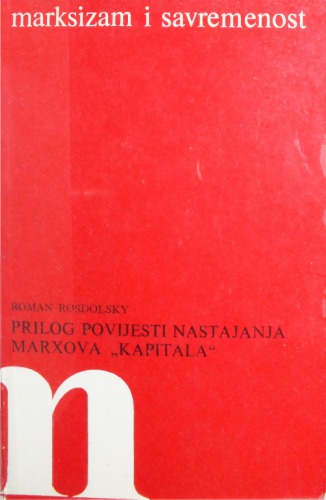 marksizam i savremenost
ROMAN ROSDOLSKY
PRILOG POVIJESTI NASTAJANJA
MARXOVA „KAPITALA“
m